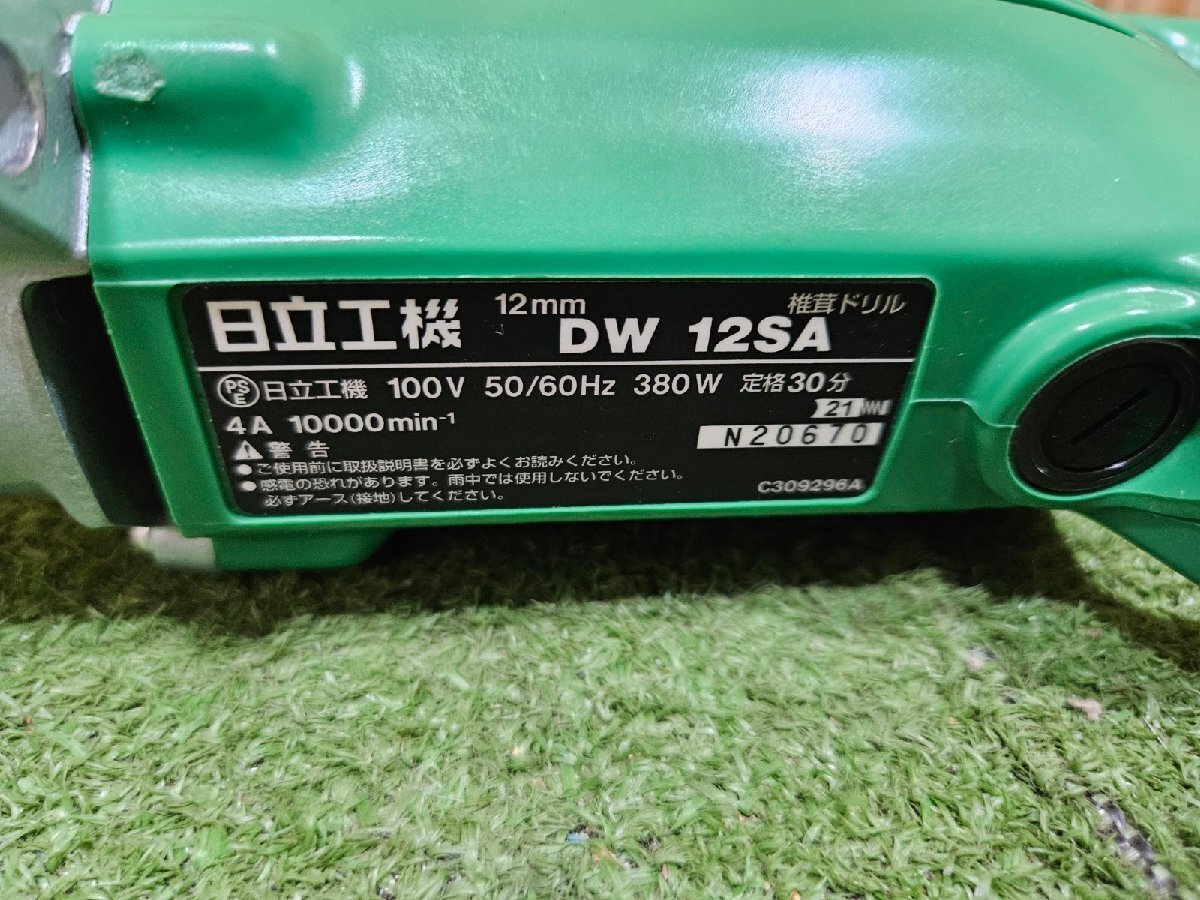 日立工機 12mm DW 12SA 椎茸ドリル
PS E 日立工機 100V 50/60Hz 380W 定格30分
4A 10000min⁻¹ 21
N20670
警告
●ご使用前に取扱説明書を必ずよくお読みください。
●感電の恐れがあります。雨中では使用しないでください。
必ずアース(接地)してください。
C309296A